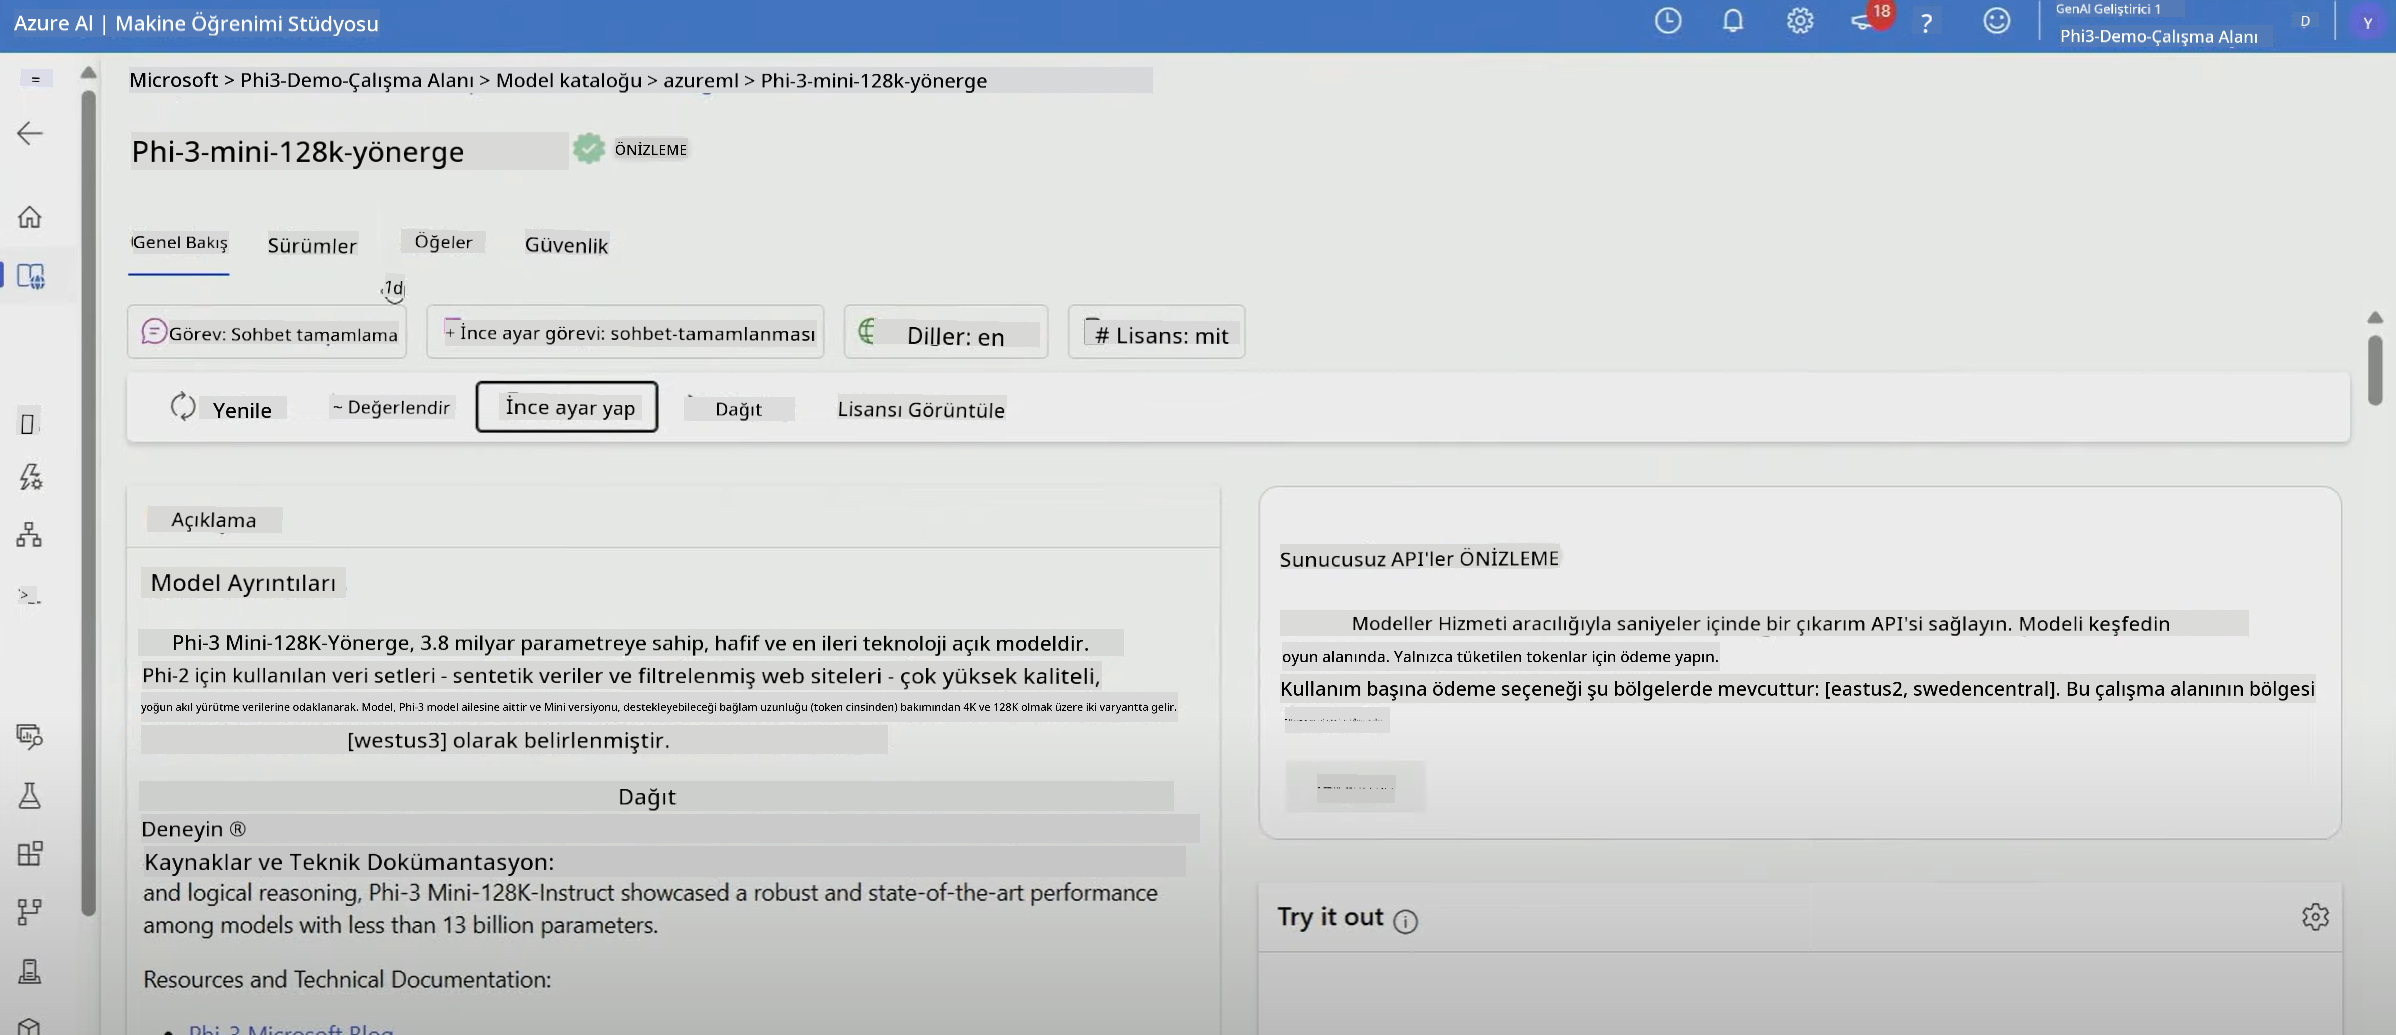 Azure AI | Makine Öğrenimi Stüdyosu
18
?
GenAI Geliştirici 1
Phi3-Demo-Çalışma Alanı
D
Y
Microsoft > Phi3-Demo-Çalışma Alanı > Model kataloğu > azureml > Phi-3-mini-128k-yönerge
Phi-3-mini-128k-yönerge
ÖNİZLEME
Genel Bakış
Sürümler
Öğeler
Güvenlik
1d
Görev: Sohbet tamamlama
+ İnce ayar görevi: sohbet-tamamlanması
Diller: en
# Lisans: mit
Yenile
~ Değerlendir
İnce ayar yap
Dağıt
Lisansı Görüntüle
Açıklama
Model Ayrıntıları
Phi-3 Mini-128K-Yönerge, 3.8 milyar parametreye sahip, hafif ve en ileri teknoloji açık modeldir.
Phi-2 için kullanılan veri setleri - sentetik veriler ve filtrelenmiş web siteleri - çok yüksek kaliteli,
yoğun akıl yürütme verilerine odaklanarak. Model, Phi-3 model ailesine aittir ve Mini versiyonu, destekleyebileceği bağlam uzunluğu (token cinsinden) bakımından 4K ve 128K olmak üzere iki varyantta gelir.
[westus3] olarak belirlenmiştir.
Dağıt
Deneyin ®
Kaynaklar ve Teknik Dokümantasyon:
and logical reasoning, Phi-3 Mini-128K-Instruct showcased a robust and state-of-the-art performance
among models with less than 13 billion parameters.
Resources and Technical Documentation:
• Phi-3 Microsoft Blog
Sunucusuz API'ler ÖNİZLEME
Modeller Hizmeti aracılığıyla saniyeler içinde bir çıkarım API'si sağlayın. Modeli keşfedin
oyun alanında. Yalnızca tüketilen tokenlar için ödeme yapın.
Kullanım başına ödeme seçeneği şu bölgelerde mevcuttur: [eastus2, swedencentral]. Bu çalışma alanının bölgesi
Try it out